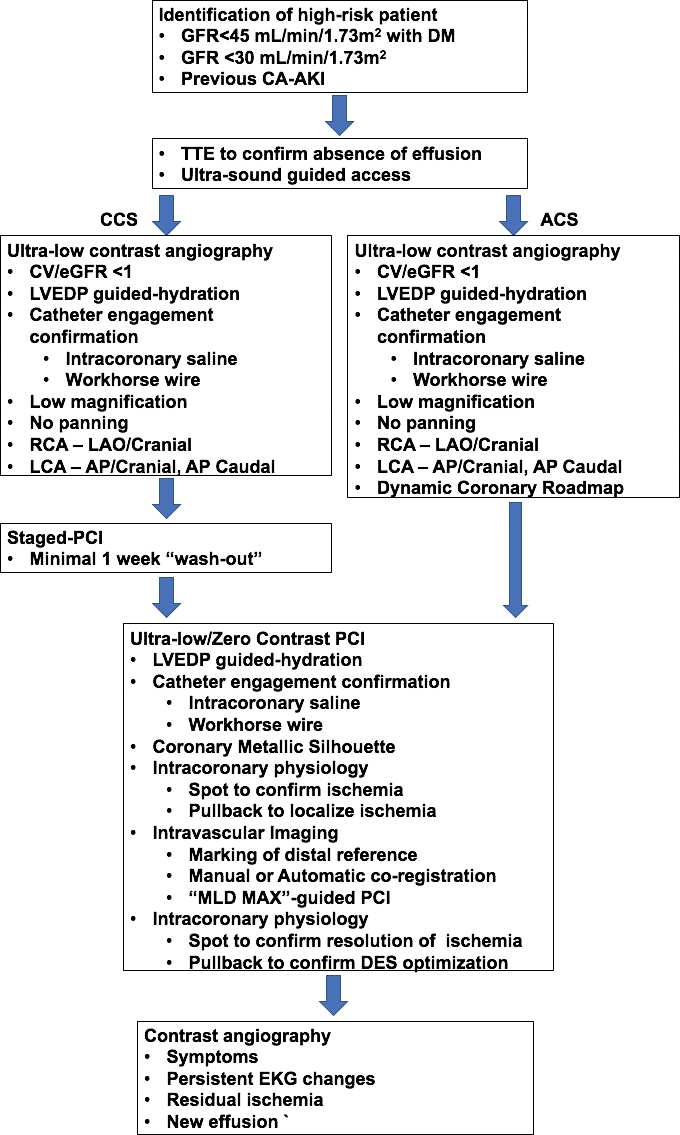 Identification of high-risk patient
• GFR<45 mL/min/1.73m² with DM
• GFR <30 mL/min/1.73m²
• Previous CA-AKI
• TTE to confirm absence of effusion
• Ultra-sound guided access
CCS
ACS
Ultra-low contrast angiography
• CV/eGFR <1
• LVEDP guided-hydration
• Catheter engagement
confirmation
• Intracoronary saline
• Workhorse wire
• Low magnification
• No panning
• RCA – LAO/Cranial
• LCA – AP/Cranial, AP Caudal
Ultra-low contrast angiography
• CV/eGFR <1
• LVEDP guided-hydration
• Catheter engagement
confirmation
• Intracoronary saline
• Workhorse wire
• Low magnification
• No panning
• RCA – LAO/Cranial
• LCA – AP/Cranial, AP Caudal
• Dynamic Coronary Roadmap
Staged-PCI
• Minimal 1 week “wash-out”
Ultra-low/Zero Contrast PCI
• LVEDP guided-hydration
• Catheter engagement confirmation
• Intracoronary saline
• Workhorse wire
• Coronary Metallic Silhouette
• Intracoronary physiology
• Spot to confirm ischemia
• Pullback to localize ischemia
• Intravascular Imaging
• Marking of distal reference
• Manual or Automatic co-registration
• “MLD MAX”-guided PCI
• Intracoronary physiology
• Spot to confirm resolution of ischemia
• Pullback to confirm DES optimization
Contrast angiography
• Symptoms
• Persistent EKG changes
• Residual ischemia
• New effusion `